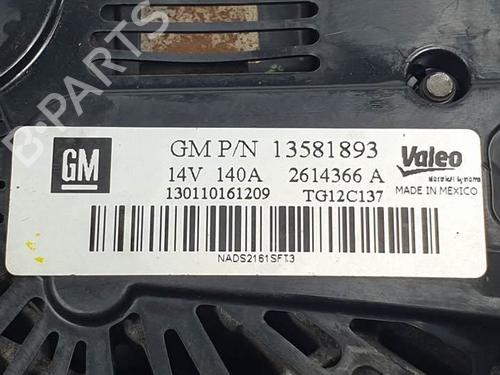 B-PARTS
GM
GM P/N 13581893
14V 140A 2614366 A
130110161209 TG12C137
Valeo
MADE IN MEXICO
NADS2161SFT3